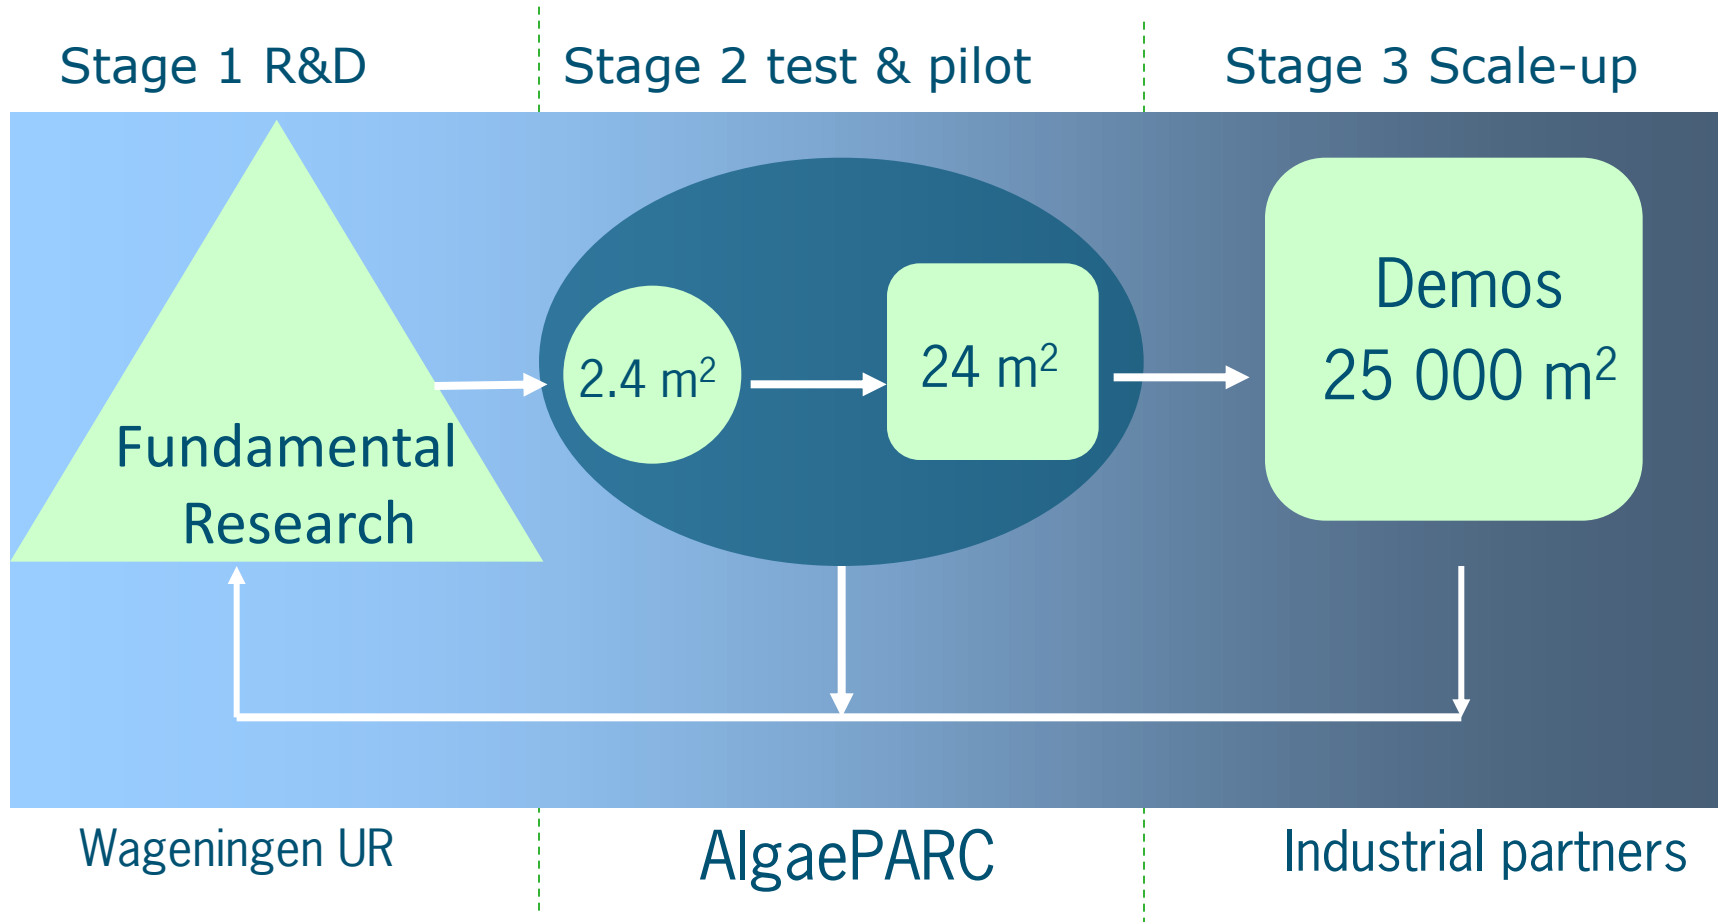 Stage 1 R&D
Stage 2 test & pilot
Stage 3 Scale-up
Fundamental
Research
2.4 m²
24 m²
Demos
25 000 m²
Wageningen UR
AlgaePARC
Industrial partners